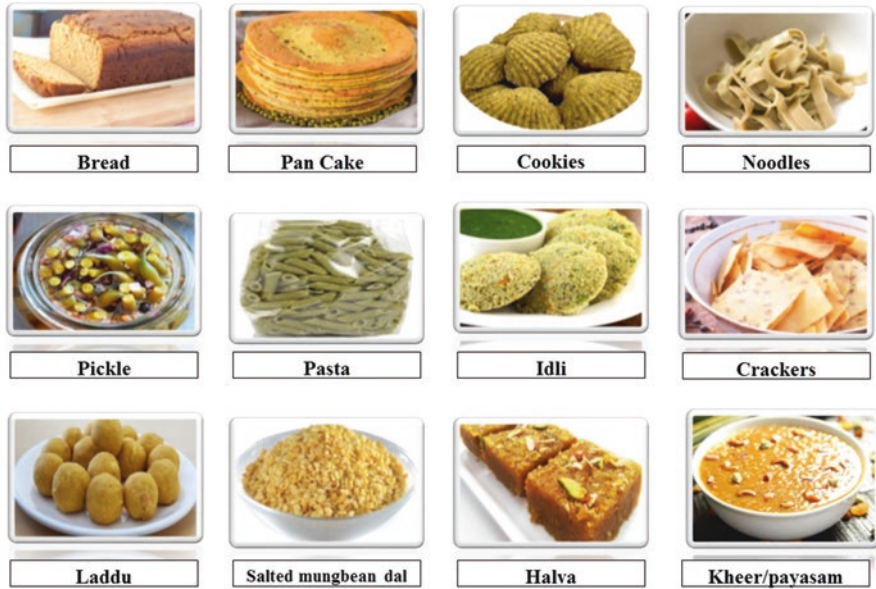 Bread
Pan Cake
Cookies
Noodles
Pickle
Pasta
Idli
Crackers
Laddu
Salted mungbean dal
Halva
Kheer/payasam